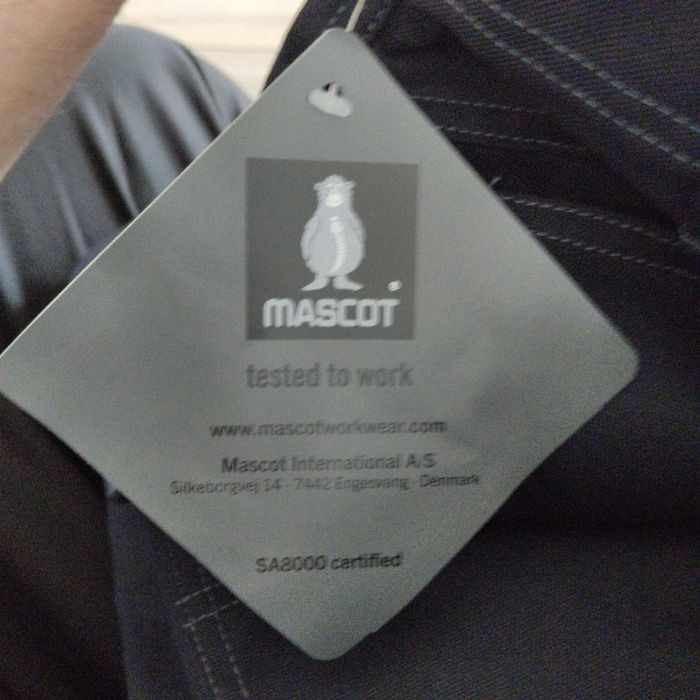 MASCOT
tested to work
www.mascotworkwear.com
Mascot International A/S
Silkeborgvej 14 - 7442 Engesvang - Denmark
SA8000 certified